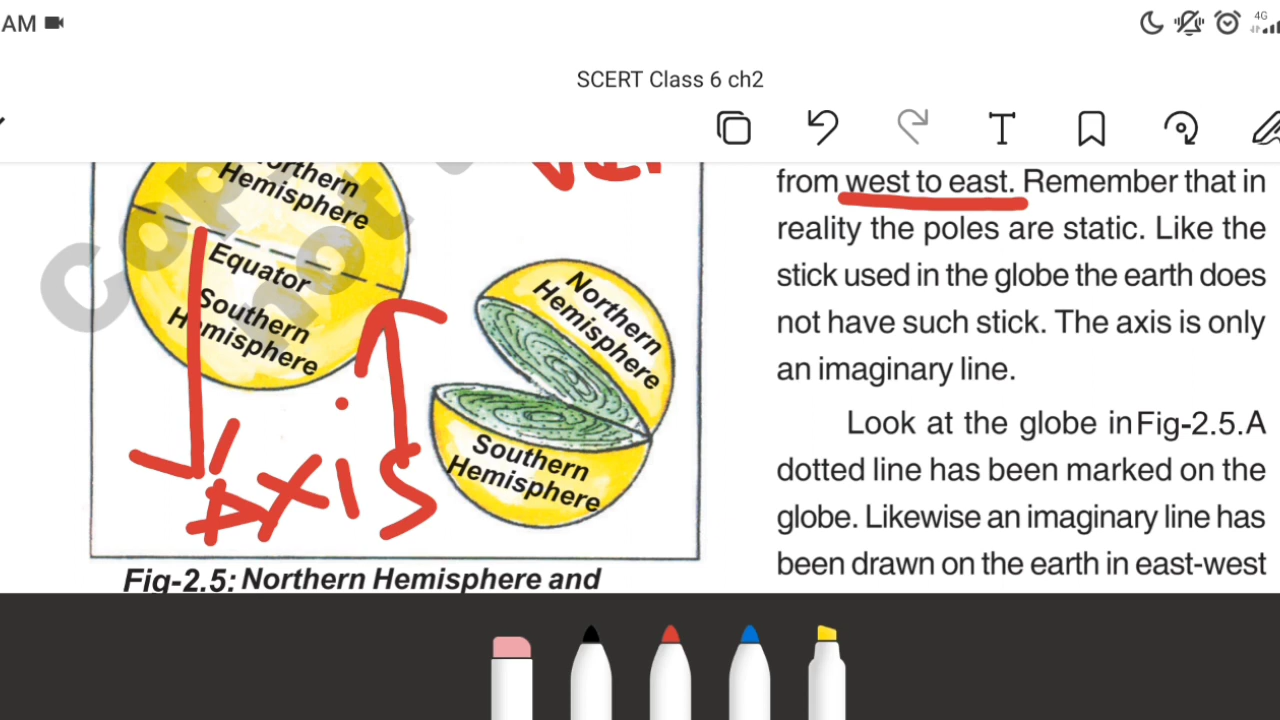 AM
4G
SCERT Class 6 ch2
Northern
Hemisphere
Equator
Southern
Hemisphere
Northern
Hemisphere
Southern
Hemisphere
AXIS
Fig-2.5: Northern Hemisphere and
from west to east. Remember that in
reality the poles are static. Like the
stick used in the globe the earth does
not have such stick. The axis is only
an imaginary line.
Look at the globe in Fig-2.5. A
dotted line has been marked on the
globe. Likewise an imaginary line has
been drawn on the earth in east-west